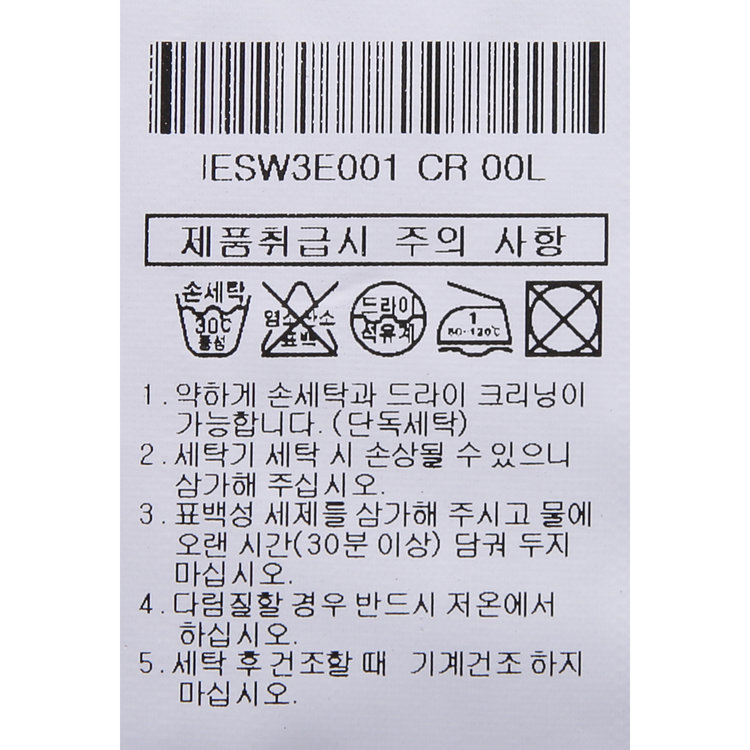 IESW3E001 CR 00L
제품취급시 주의 사항
손세탁 염소산소 드라이 1
30℃ 표백 석유계 80-120℃
중성
1. 약하게 손세탁과 드라이 크리닝이
가능합니다. (단독세탁)
2. 세탁기 세탁 시 손상될 수 있으니
삼가해 주십시오.
3. 표백성 세제를 삼가해 주시고 물에
오랜 시간(30분 이상) 담궈 두지
마십시오.
4. 다림질할 경우 반드시 저온에서
하십시오.
5. 세탁 후 건조할 때 기계건조 하지
마십시오.